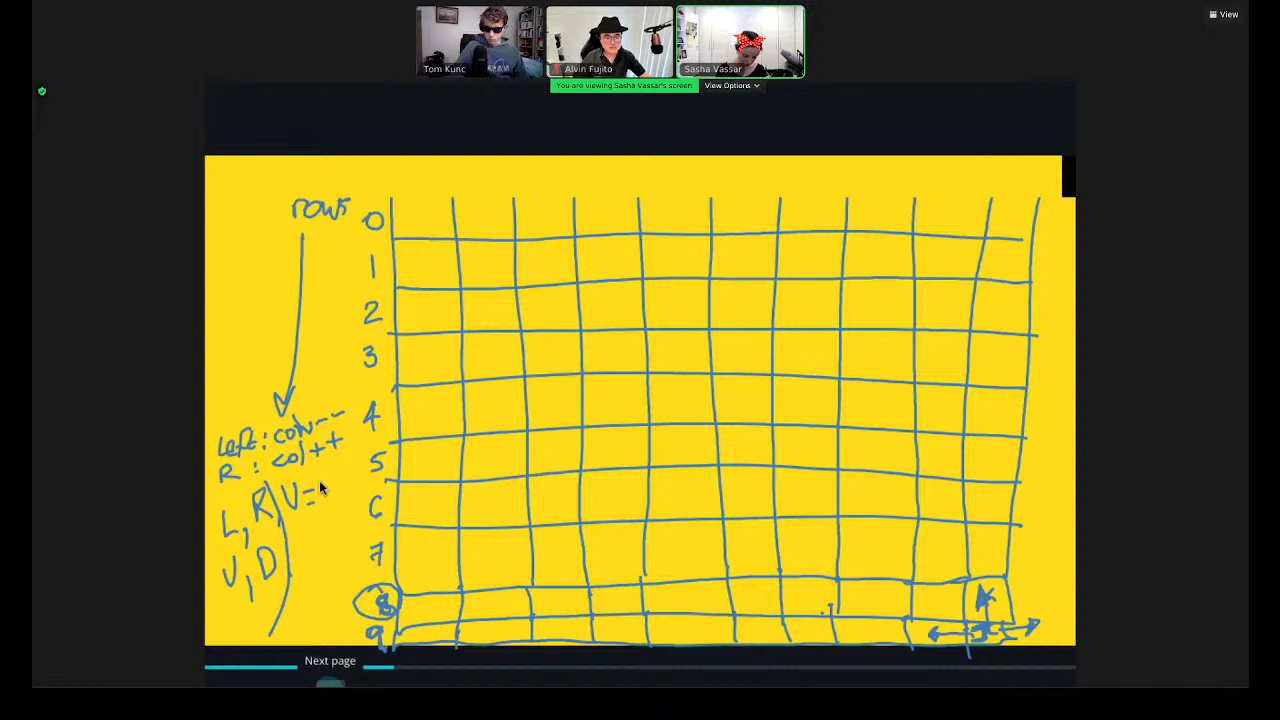 View
Tom Kunc
Alvin Fujito
Sasha Vassar
You are viewing Sasha Vassar's screen
View Options
rows
0
1
2
3
4
5
6
7
8
9
Left: col--
R : col++
L, R,
U, D
U =
Next page